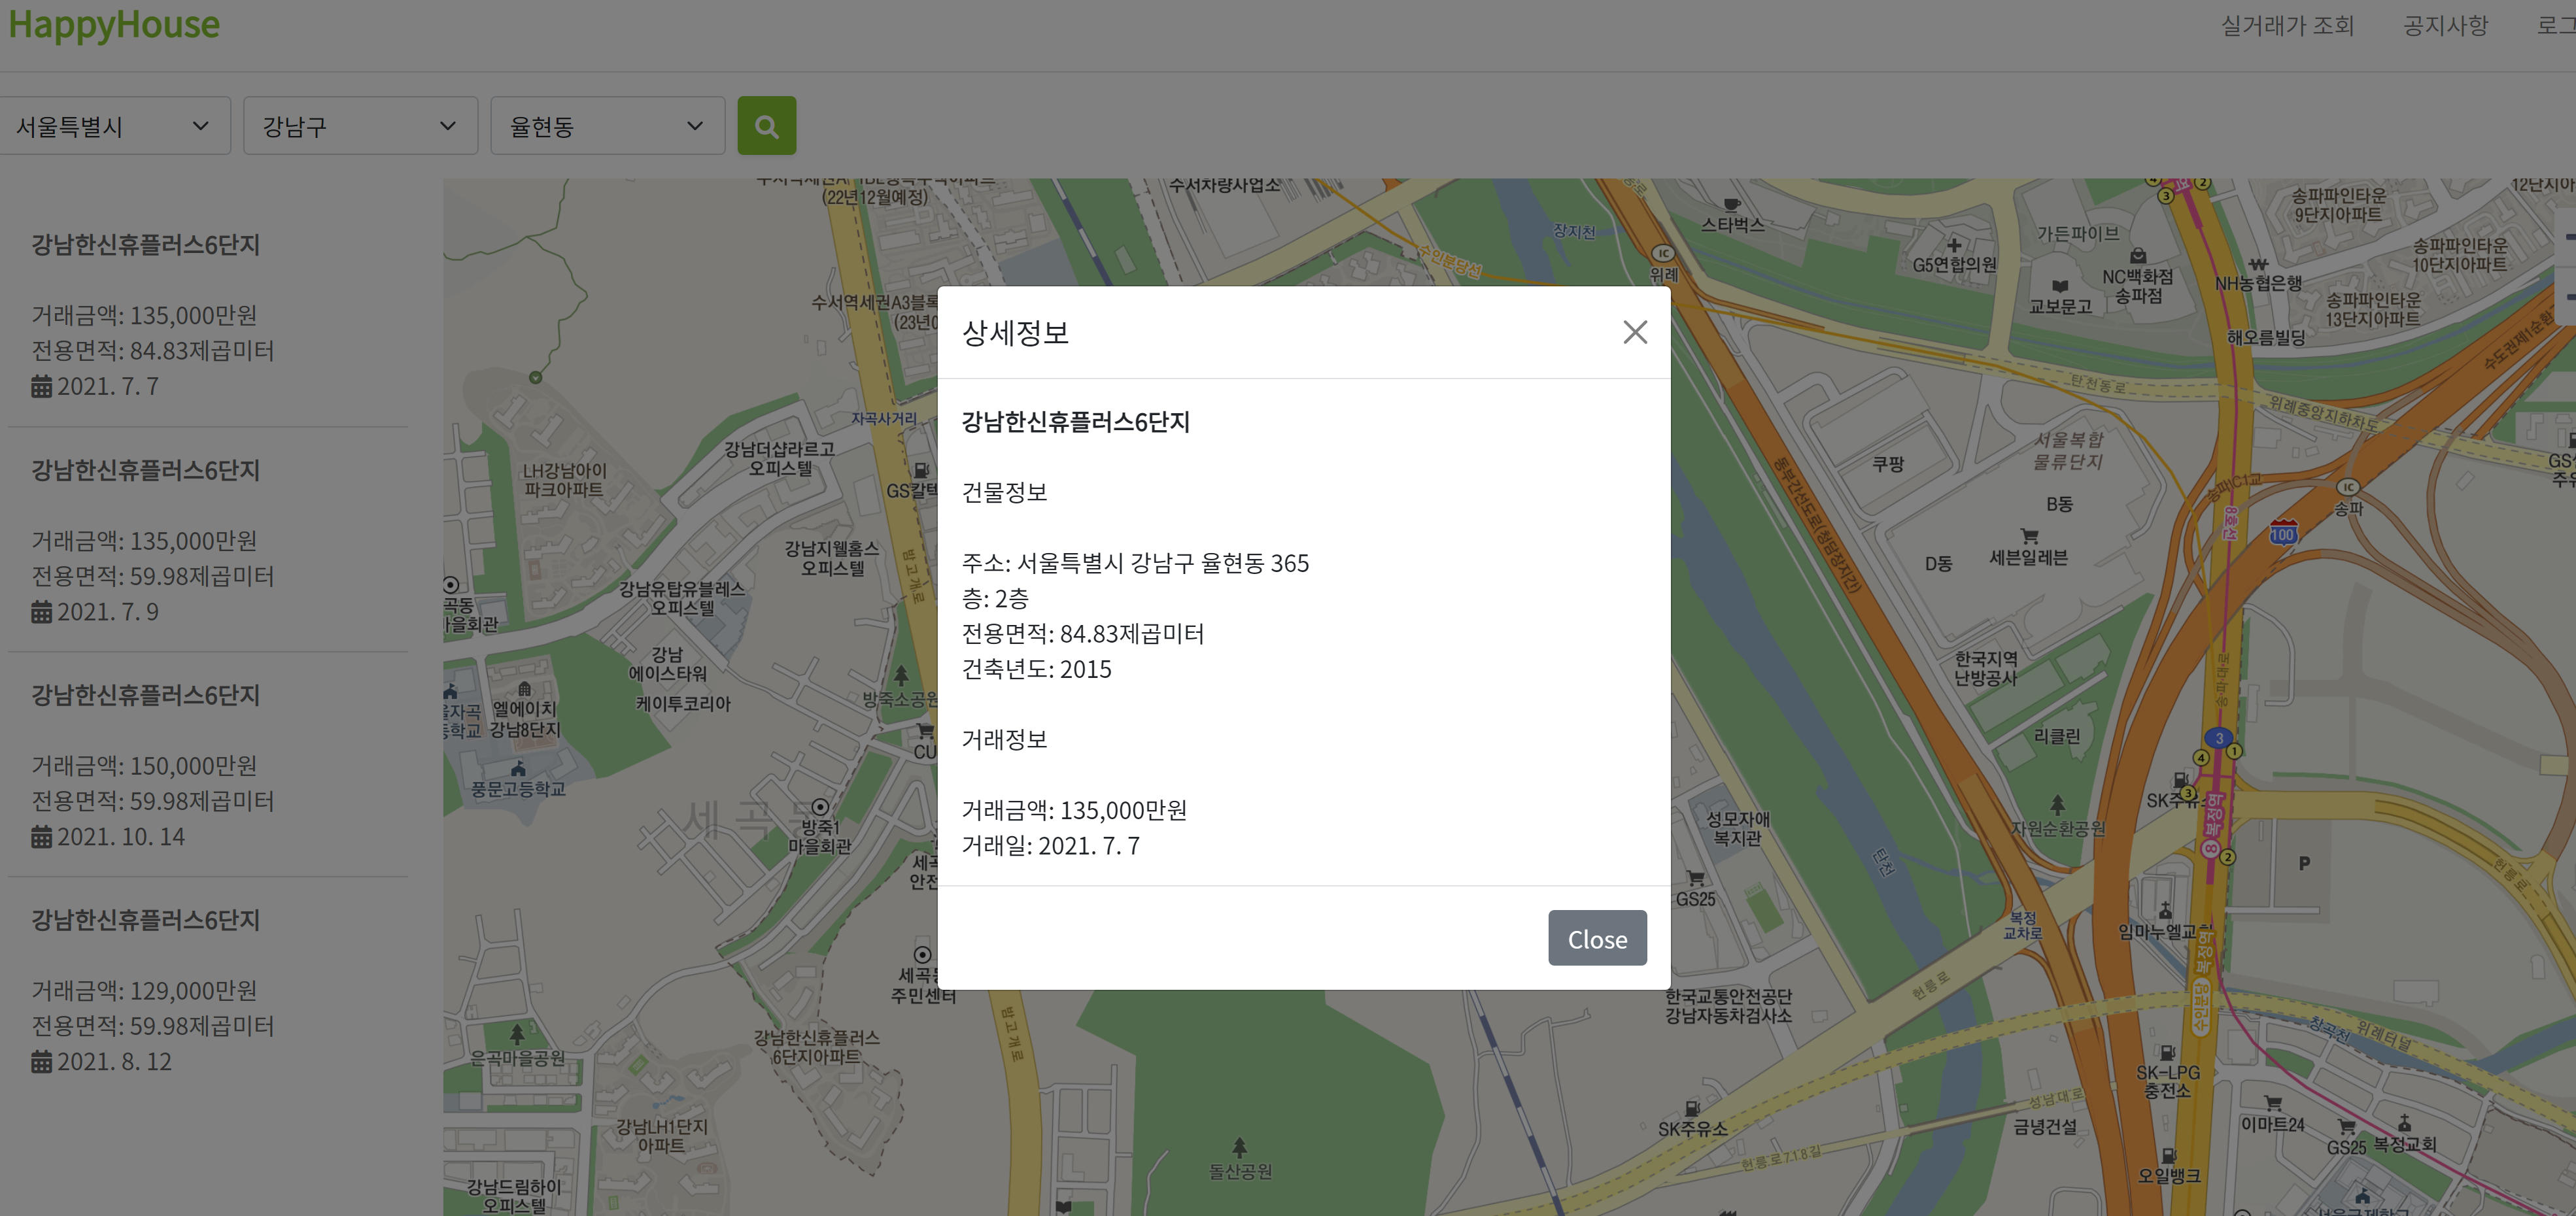 HappyHouse
실거래가 조회
공지사항
서울특별시
강남구
율현동
강남한신휴플러스6단지
거래금액: 135,000만원
전용면적: 84.83제곱미터
2021. 7. 7
강남한신휴플러스6단지
거래금액: 135,000만원
전용면적: 59.98제곱미터
2021. 7. 9
강남한신휴플러스6단지
거래금액: 150,000만원
전용면적: 59.98제곱미터
2021. 10. 14
강남한신휴플러스6단지
거래금액: 129,000만원
전용면적: 59.98제곱미터
2021. 8. 12
상세정보
강남한신휴플러스6단지
건물정보
주소: 서울특별시 강남구 율현동 365
층: 2층
전용면적: 84.83제곱미터
건축년도: 2015
거래정보
거래금액: 135,000만원
거래일: 2021. 7. 7
Close
(22년12월예정)
수서차량사업소
장지천
수인분당선
IC
위례
스타벅스
G5연합의원
가든파이브
NC백화점
송파점
교보문고
NH농협은행
해오름빌딩
송파파인타운
9단지아파트
송파파인타운
10단지아파트
송파파인타운
13단지아파트
수서역세권A3블록
자곡사거리
강남더샵라르고
오피스텔
LH강남아이
파크아파트
강남지웰홈스
오피스텔
강남유탑유블레스
오피스텔
밤고개로
강남
에이스타워
케이투코리아
방죽소공원
CU
엘에이치
강남8단지
풍문고등학교
세곡동
방죽1
마을회관
주민센터
강남한신휴플러스
6단지아파트
은곡마을공원
강남LH1단지
아파트
강남드림하이
오피스텔
밤고개로
돌산공원
탄천동로
위례중앙지하차도
서울복합
물류단지
쿠팡
B동
D동
세븐일레븐
동부간선도로(청담장지간)
송파IC1교
IC
송파
100
8호선
송파대로
한국지역
난방공사
리클린
자원순환공원
성모자애
복지관
GS25
탄천
복정
교차로
임마누엘교회
3
4
1
3
8 복정역
2
P
헌릉로
헌릉로
한국교통안전공단
강남자동차검사소
수인분당 복정역
창곡천
위례터널
SK-LPG
충전소
성남대로
SK주유소
헌릉로718길
금녕건설
이마트24
GS25
복정교회
오일뱅크